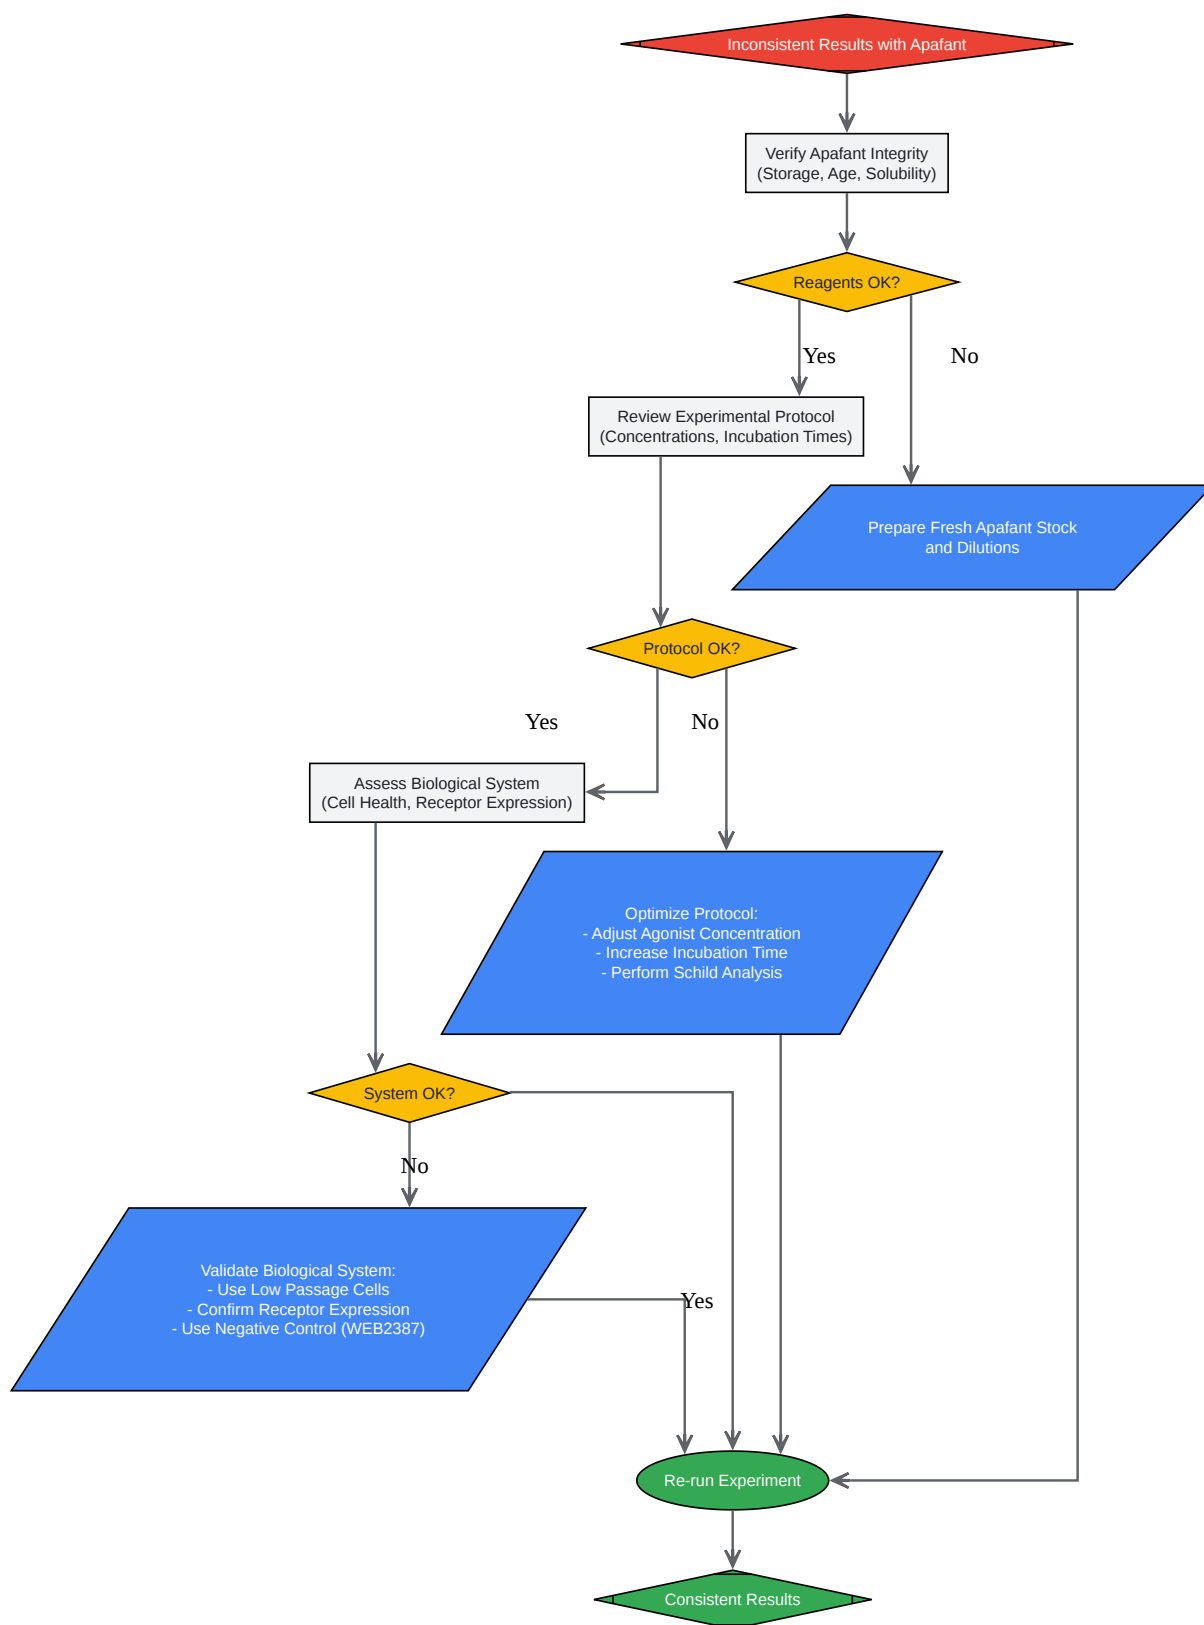 Inconsistent Results with Apafant
Verify Apafant Integrity
(Storage, Age, Solubility)
Reagents OK?
Yes
No
Review Experimental Protocol
(Concentrations, Incubation Times)
Prepare Fresh Apafant Stock
and Dilutions
Protocol OK?
Yes
No
Assess Biological System
(Cell Health, Receptor Expression)
Optimize Protocol:
- Adjust Agonist Concentration
- Increase Incubation Time
- Perform Schild Analysis
System OK?
No
Validate Biological System:
- Use Low Passage Cells
- Confirm Receptor Expression
- Use Negative Control (WEB2387)
Yes
Re-run Experiment
Consistent Results